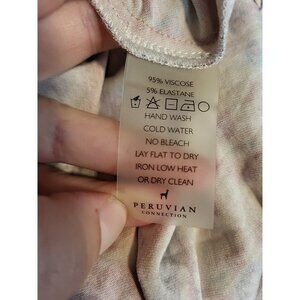 95% VISCOSE
5% ELASTANE
HAND WASH
COLD WATER
NO BLEACH
LAY FLAT TO DRY
IRON LOW HEAT
OR DRY CLEAN
PERUVIAN
CONNECTION